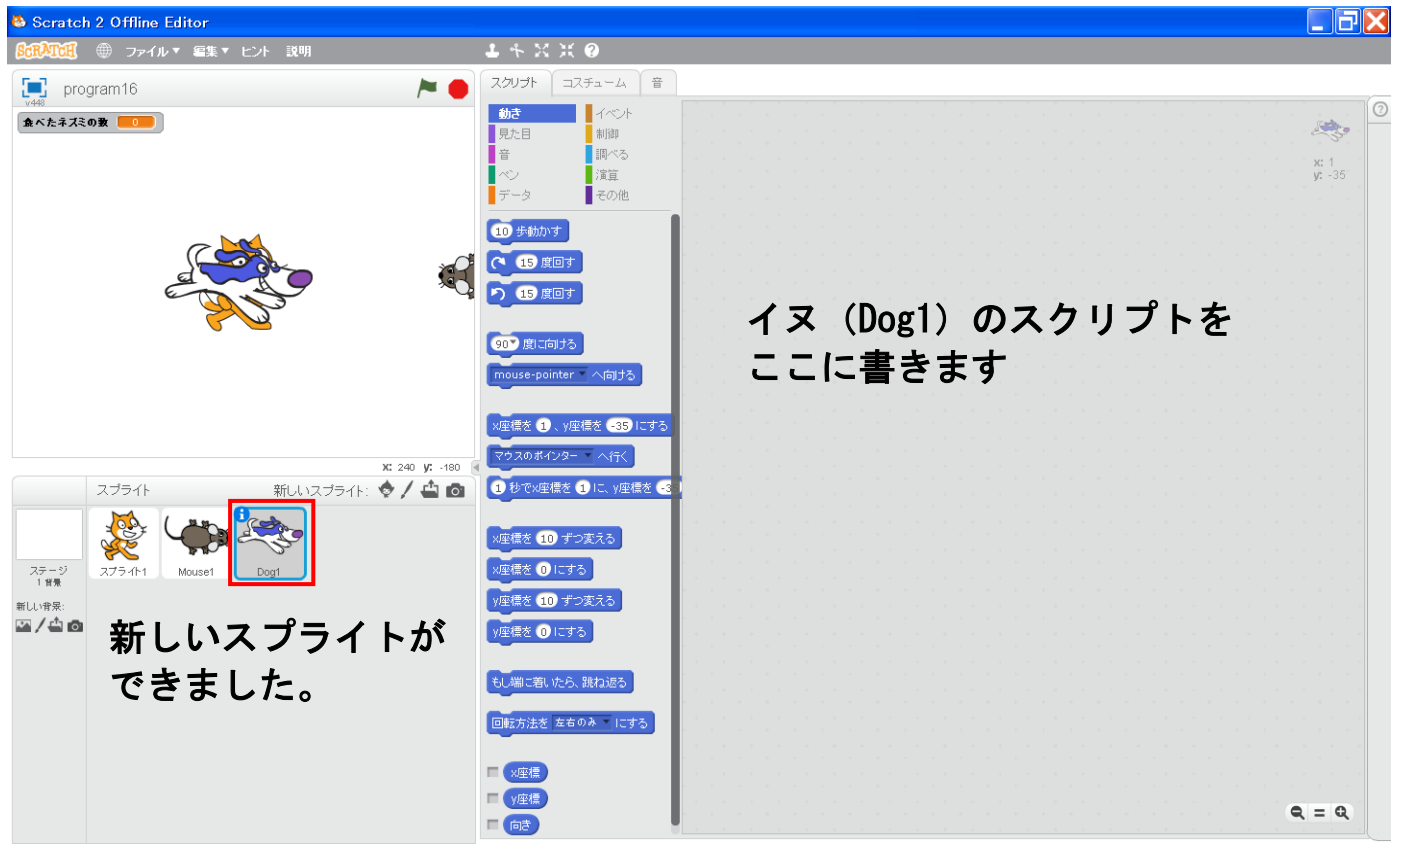 Scratch 2 Offline Editor
SCRATCH ファイル▼ 編集▼ ヒント 説明
program16
v448
食べたネズミの数 0
X: 240 y: -180
スプライト 新しいスプライト:
ステージ
1 背景
新しい背景:
スプライト1
Mouse1
Dog1
新しいスプライトが
できました。
スクリプト コスチューム 音
動き イベント
見た目 制御
音 調べる
ペン 演算
データ その他
10 歩動かす
15 度回す
15 度回す
90▼ 度に向ける
mouse-pointer ▼ へ向ける
x座標を 1 、y座標を -35 にする
マウスのポインター ▼ へ行く
1 秒でx座標を 1 に、y座標を -3
x座標を 10 ずつ変える
x座標を 0 にする
y座標を 10 ずつ変える
y座標を 0 にする
もし端に着いたら、跳ね返る
回転方法を 左右のみ ▼ にする
x座標
y座標
向き
x: 1
y: -35
イヌ（Dog1）のスクリプトを
ここに書きます